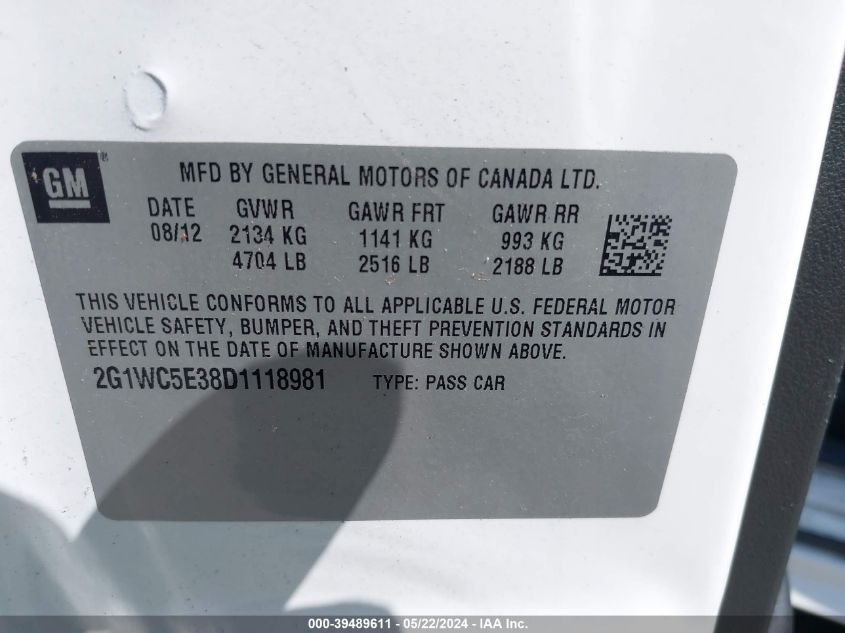 GM ®
MFD BY GENERAL MOTORS OF CANADA LTD.
DATE GVWR GAWR FRT GAWR RR
08/12 2134 KG 1141 KG 993 KG
4704 LB 2516 LB 2188 LB
THIS VEHICLE CONFORMS TO ALL APPLICABLE U.S. FEDERAL MOTOR
VEHICLE SAFETY, BUMPER, AND THEFT PREVENTION STANDARDS IN
EFFECT ON THE DATE OF MANUFACTURE SHOWN ABOVE.
2G1WC5E38D1118981 TYPE: PASS CAR
000-39489611 - 05/22/2024 - IAA Inc.